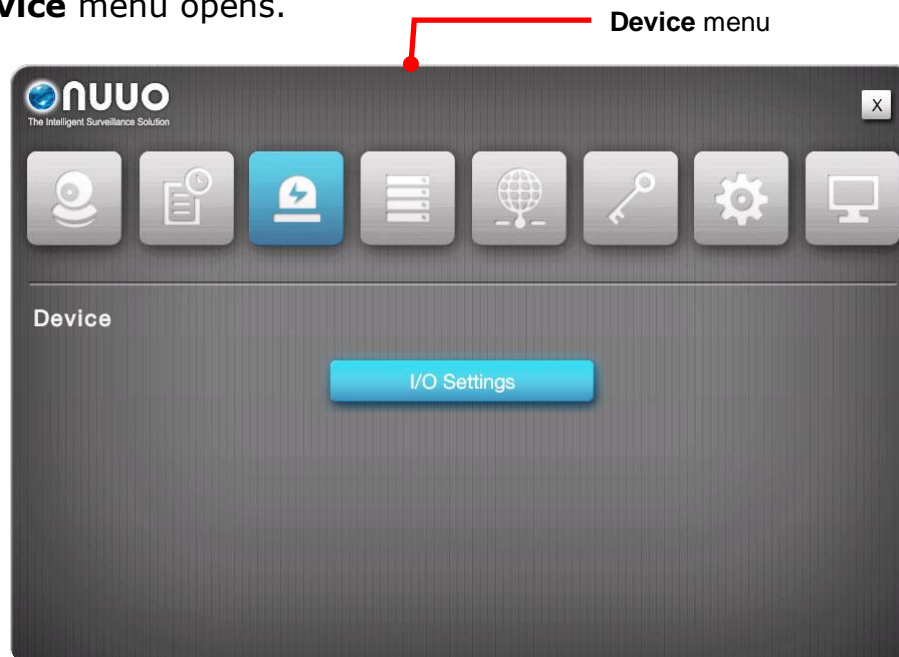 vice menu opens.
Device menu
nuuo
The Intelligent Surveillance Solution
X
Device
I/O Settings